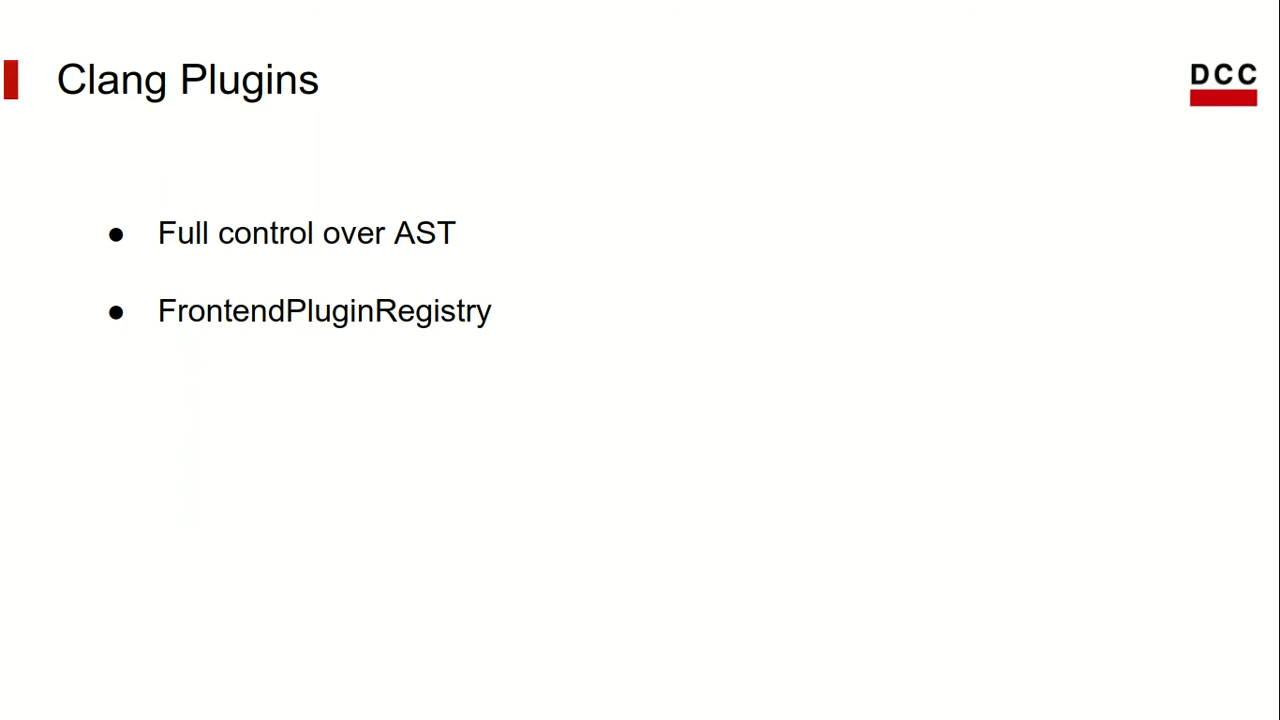 Clang Plugins
DCC
● Full control over AST
● FrontendPluginRegistry